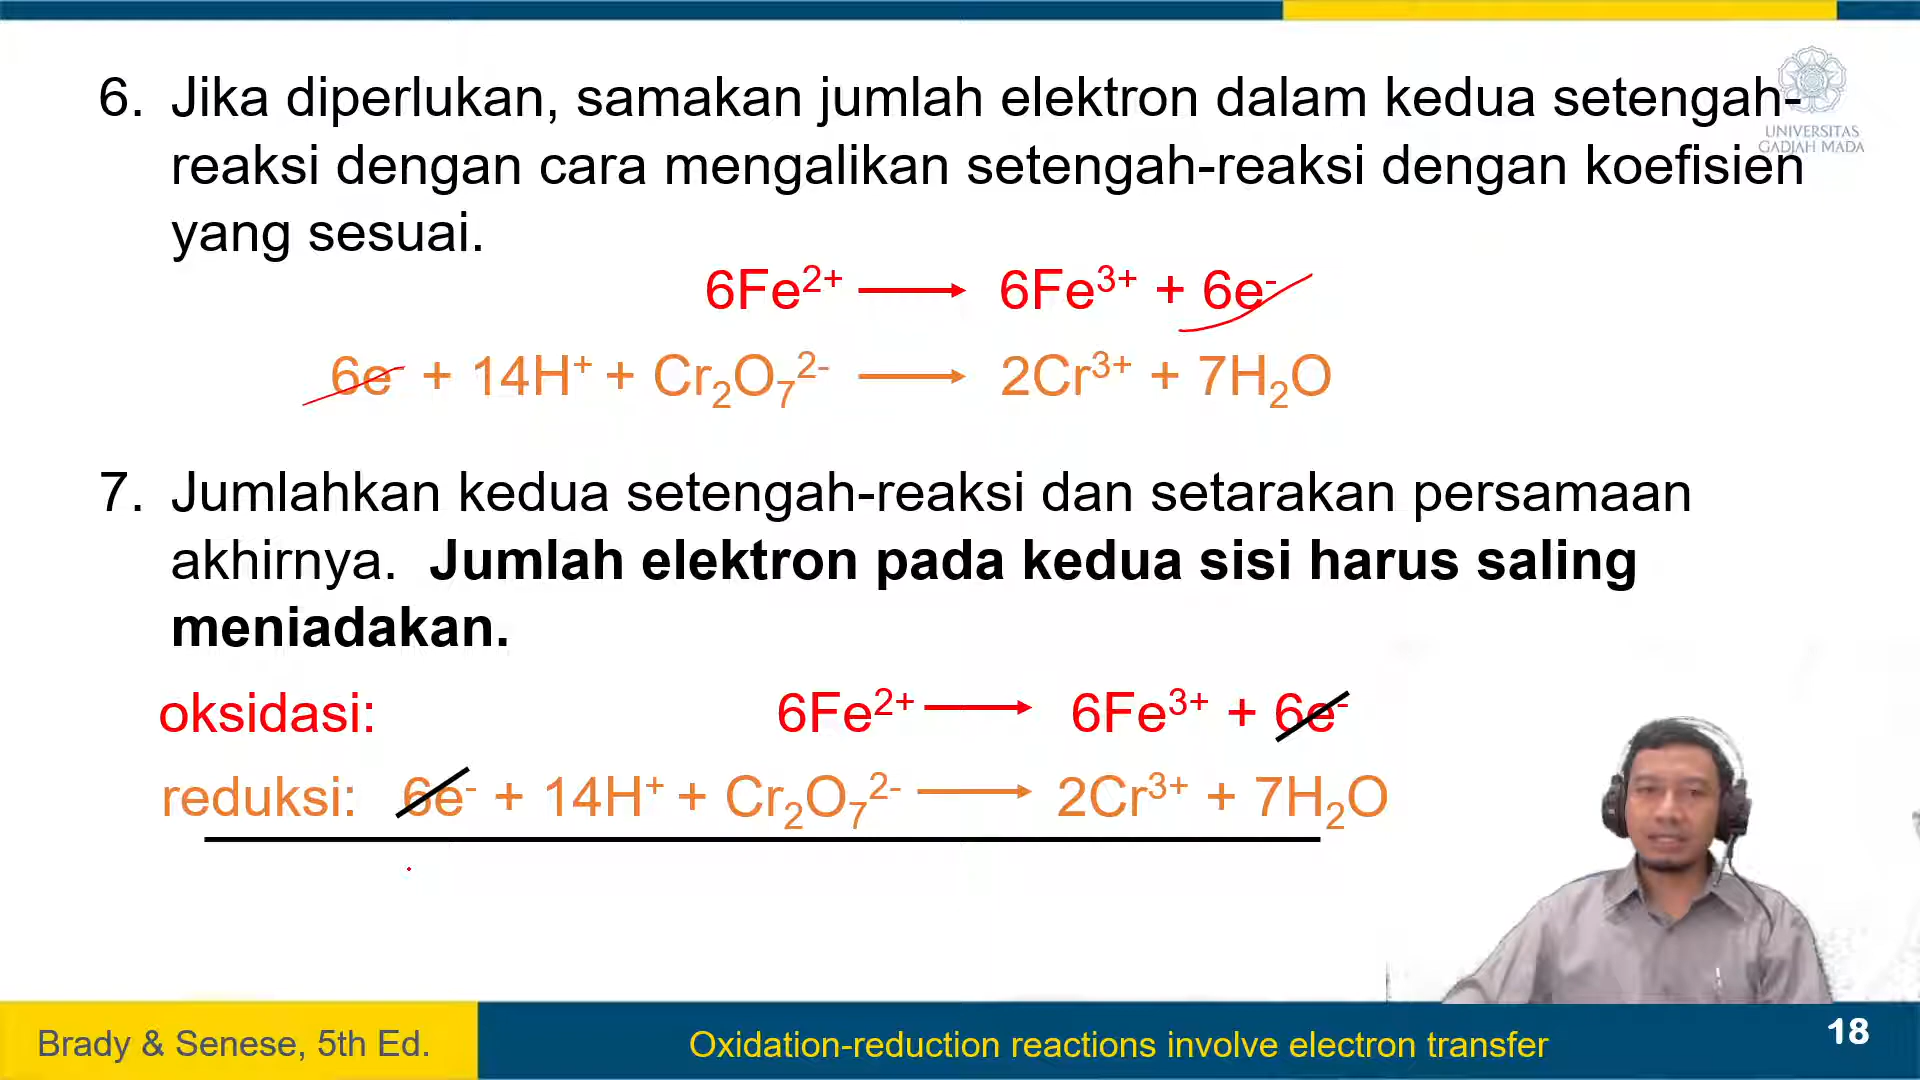 6. Jika diperlukan, samakan jumlah elektron dalam kedua setengah-
reaksi dengan cara mengalikan setengah-reaksi dengan koefisien
yang sesuai.
UNIVERSITAS
GADJAH MADA
6Fe²⁺ ⟶ 6Fe³⁺ + 6e⁻
6e⁻ + 14H⁺ + Cr₂O₇²⁻ ⟶ 2Cr³⁺ + 7H₂O
7. Jumlahkan kedua setengah-reaksi dan setarakan persamaan
akhirnya. Jumlah elektron pada kedua sisi harus saling
meniadakan.
oksidasi: 6Fe²⁺ ⟶ 6Fe³⁺ + 6e⁻
reduksi: 6e⁻ + 14H⁺ + Cr₂O₇²⁻ ⟶ 2Cr³⁺ + 7H₂O
Brady & Senese, 5th Ed.
Oxidation-reduction reactions involve electron transfer
18